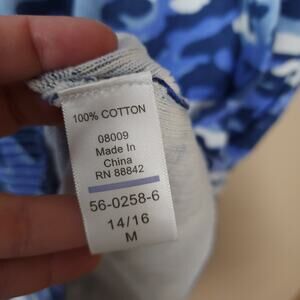 100% COTTON
08009
Made In
China
RN 88842
56-0258-6
14/16
M